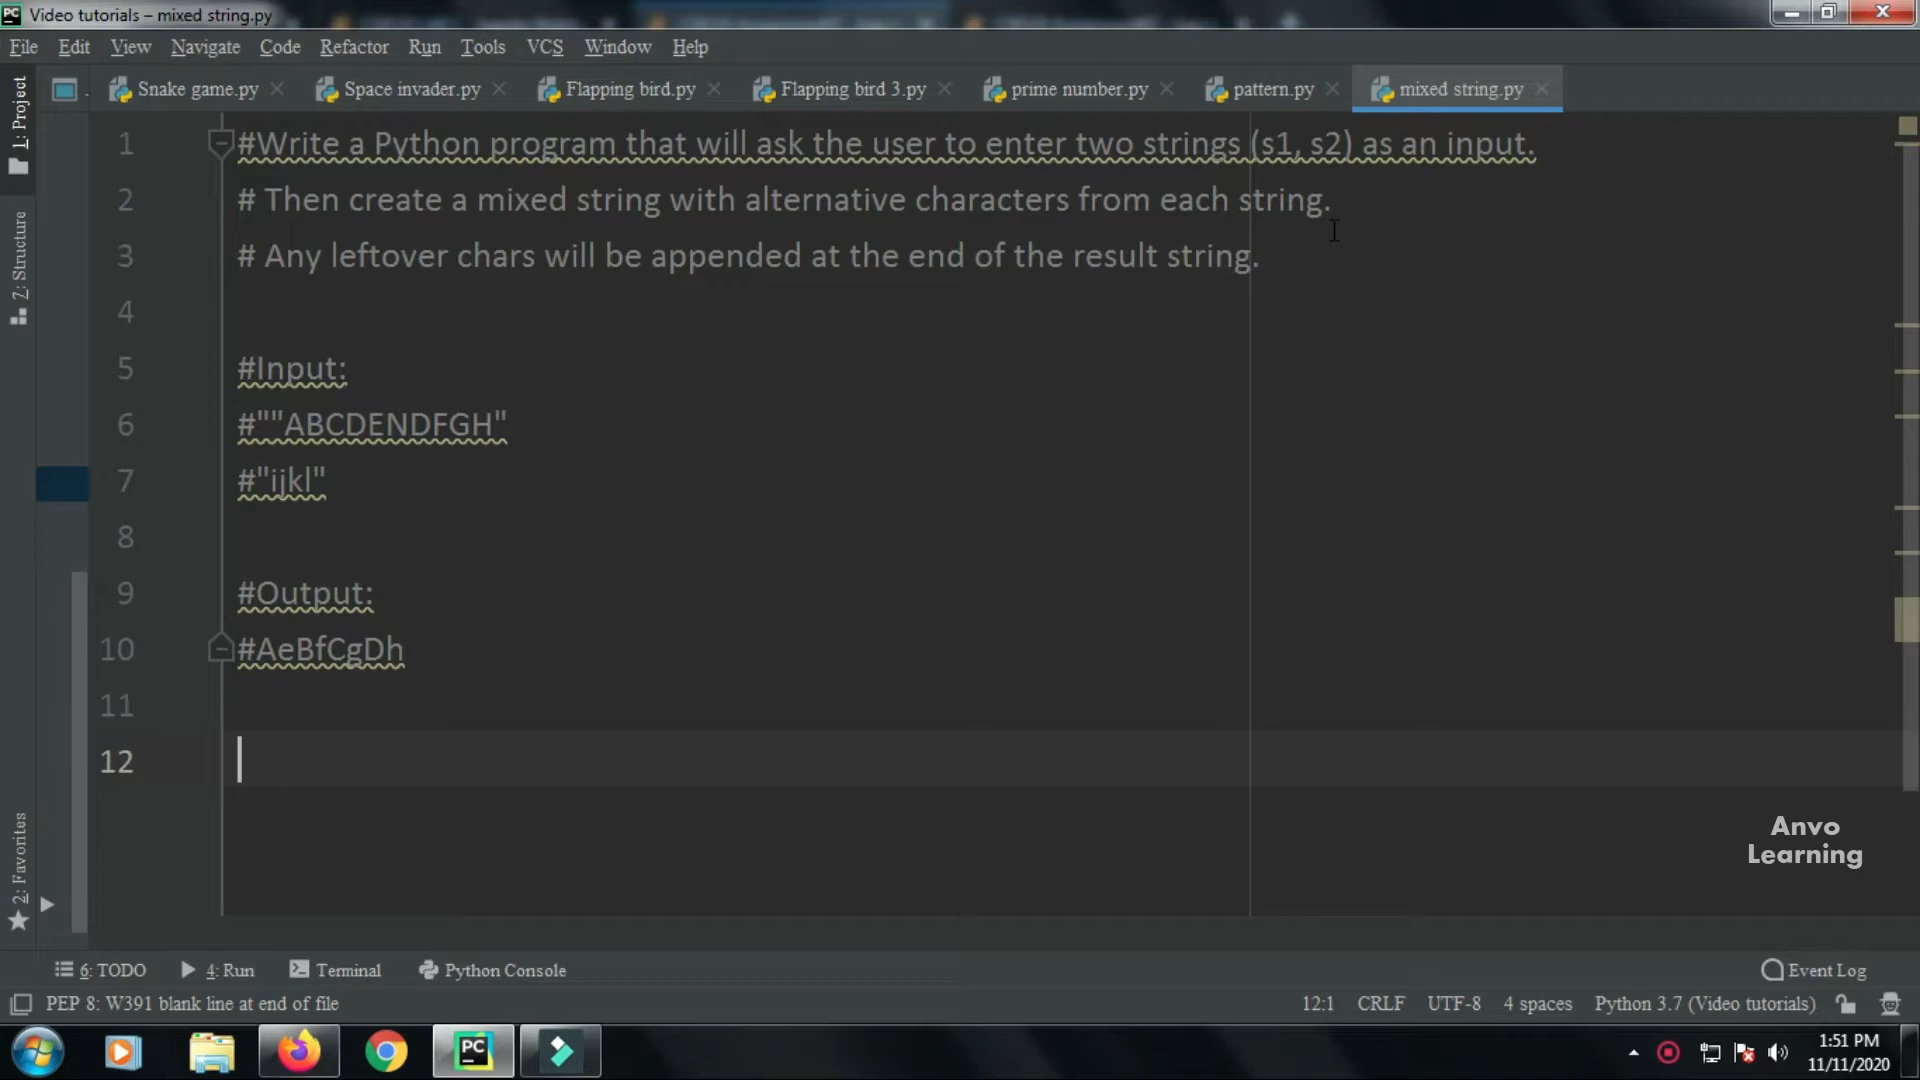 PC Video tutorials – mixed string.py
File Edit View Navigate Code Refactor Run Tools VCS Window Help
Snake game.py Space invader.py Flapping bird.py Flapping bird 3.py prime number.py pattern.py mixed string.py
1: Project
7: Structure
2: Favorites
1 #Write a Python program that will ask the user to enter two strings (s1, s2) as an input.
2 # Then create a mixed string with alternative characters from each string.
3 # Any leftover chars will be appended at the end of the result string.
4
5 #Input:
6 #""ABCDENDFGH"
7 #"ijkl"
8
9 #Output:
10 #AeBfCgDh
11
12
Anvo
Learning
6: TODO 4: Run Terminal Python Console Event Log
PEP 8: W391 blank line at end of file 12:1 CRLF UTF-8 4 spaces Python 3.7 (Video tutorials)
PC
1:51 PM
11/11/2020